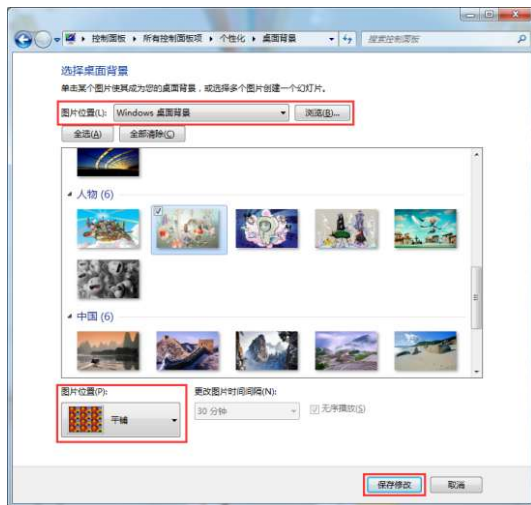 控制面板 ▸ 所有控制面板项 ▸ 个性化 ▸ 桌面背景
搜索控制面板
选择桌面背景
单击某个图片使其成为您的桌面背景，或选择多个图片创建一个幻灯片。
图片位置(L): Windows 桌面背景 浏览(B)...
全选(A) 全部清除(C)
人物 (6)
中国 (6)
图片位置(P): 更改图片时间间隔(N):
平铺 30 分钟 无序播放(S)
保存修改 取消